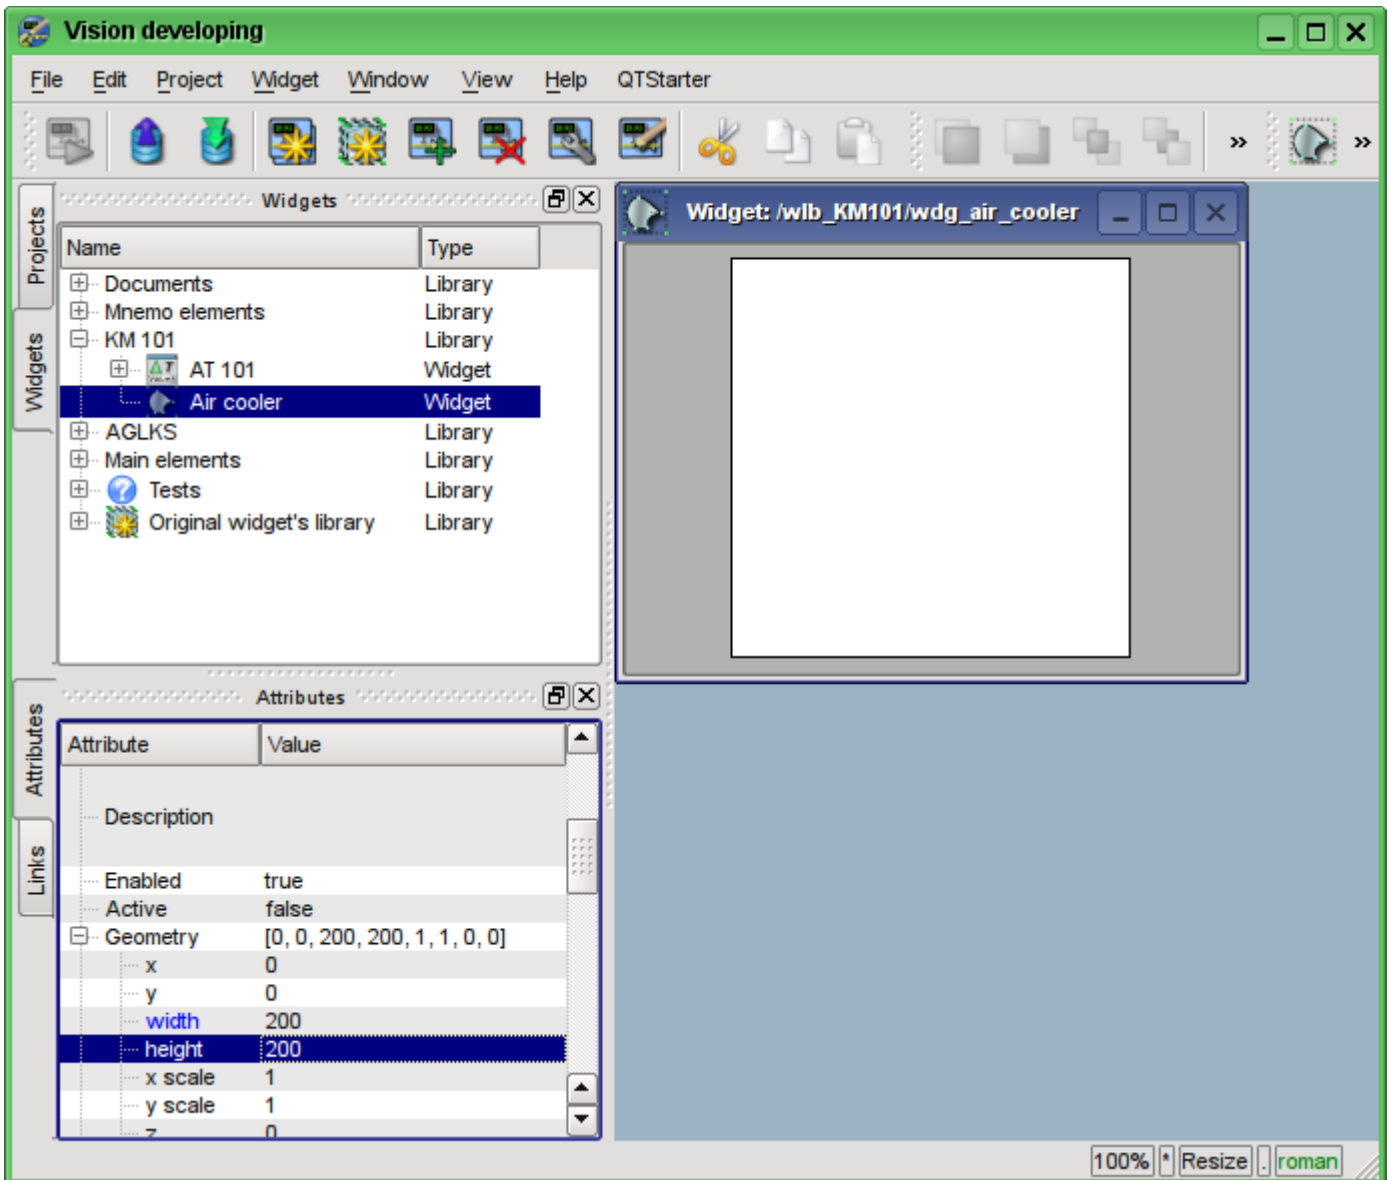 Vision developing
File Edit Project Widget Window View Help QTStarter
» »
Projects
Widgets
Widgets
Name Type
Documents Library
Mnemo elements Library
KM 101 Library
AT 101 Widget
Air cooler Widget
AGLKS Library
Main elements Library
Tests Library
Original widget's library Library
Widget: /wlb_KM101/wdg_air_cooler
Attributes
Links
Attributes
Attribute Value
Description
Enabled true
Active false
Geometry [0, 0, 200, 200, 1, 1, 0, 0]
x 0
y 0
width 200
height 200
x scale 1
y scale 1
z 0
100% * Resize . roman